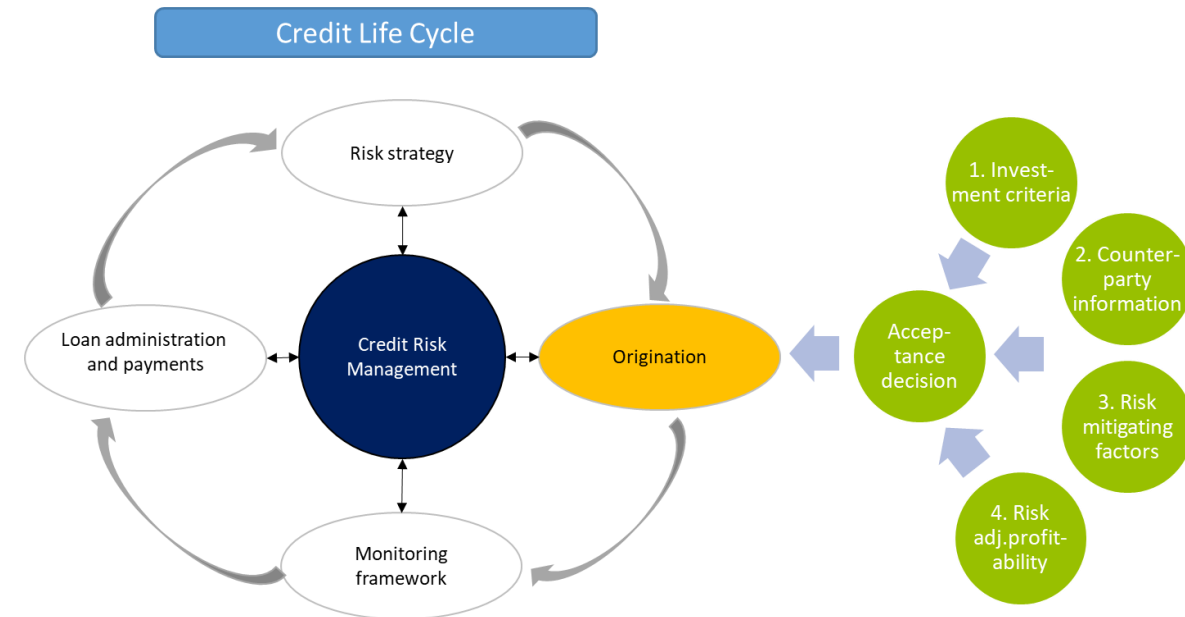 Credit Life Cycle
Risk strategy
Loan administration
and payments
Credit Risk
Management
Origination
Monitoring
framework
Accep-
tance
decision
1. Invest-
ment criteria
2. Counter-
party
information
3. Risk
mitigating
factors
4. Risk
adj.profit-
ability